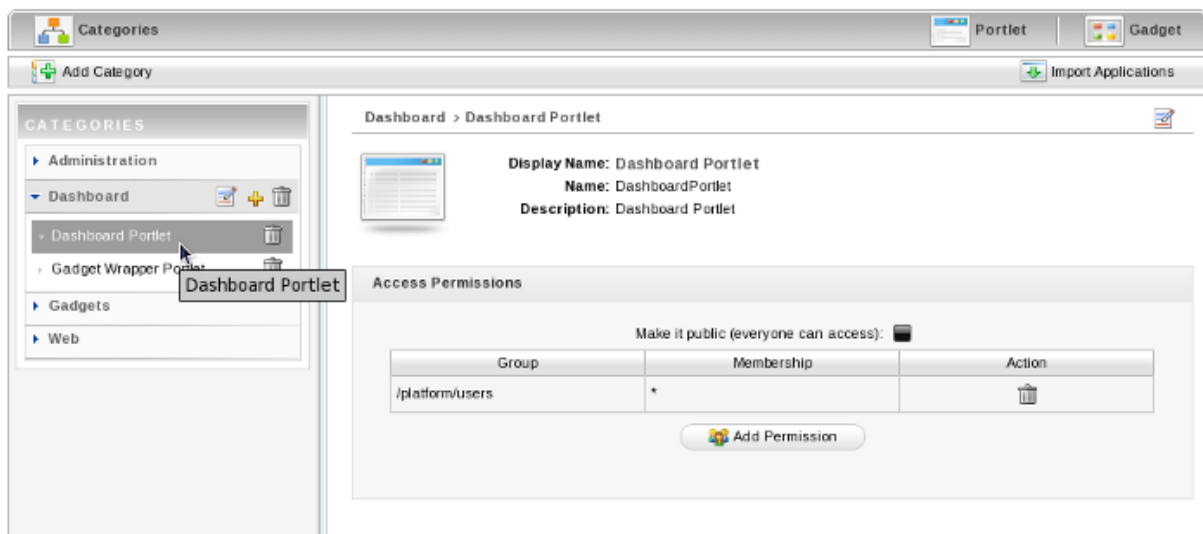 Categories
Portlet
Gadget
Add Category
Import Applications
CATEGORIES
Administration
Dashboard
Dashboard Portlet
Gadget Wrapper Portlet
Dashboard Portlet
Gadgets
Web
Dashboard > Dashboard Portlet
Display Name: Dashboard Portlet
Name: DashboardPortlet
Description: Dashboard Portlet
Access Permissions
Make it public (everyone can access):
Group Membership Action
/platform/users *
Add Permission